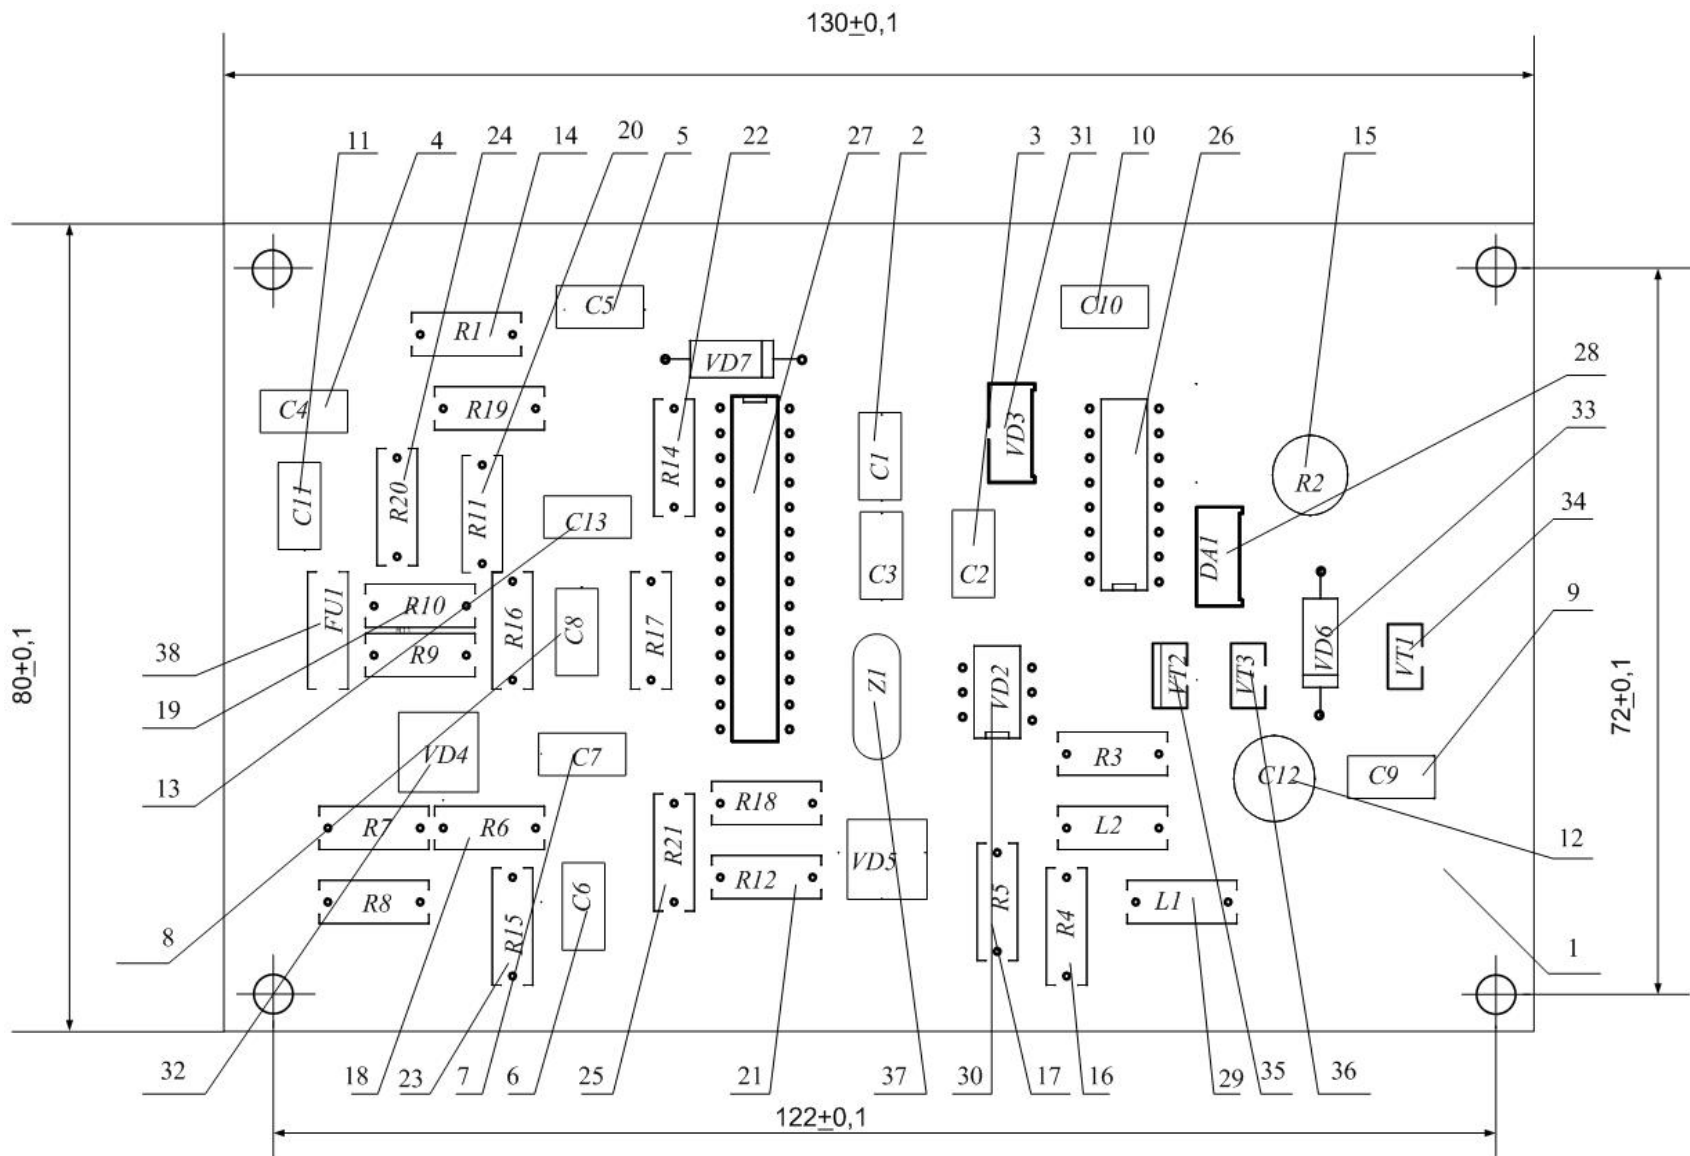 130±0,1
11 4 24 14 20 5 22 27 2 3 31 10 26 15
C5 C10
R1
VD7
28
C4 R19
33
R14 C1 VD3
R2
C11 R20 R11 C13
34
C3 C2 DA1
9
FU1 R10 R16 C8 R17
38 R9 Z1 VD2 VT2 VT3 VD6 VT1
80±0,1
72±0,1
19
VD4 C7 R3 C12 C9
13
R18
R7 R6 R21 L2
12
VD5
R12
R8 R15 C6 R5 R4 L1
8 1
32 18 23 7 6 25 21 37 30 17 16 29 35 36
122±0,1